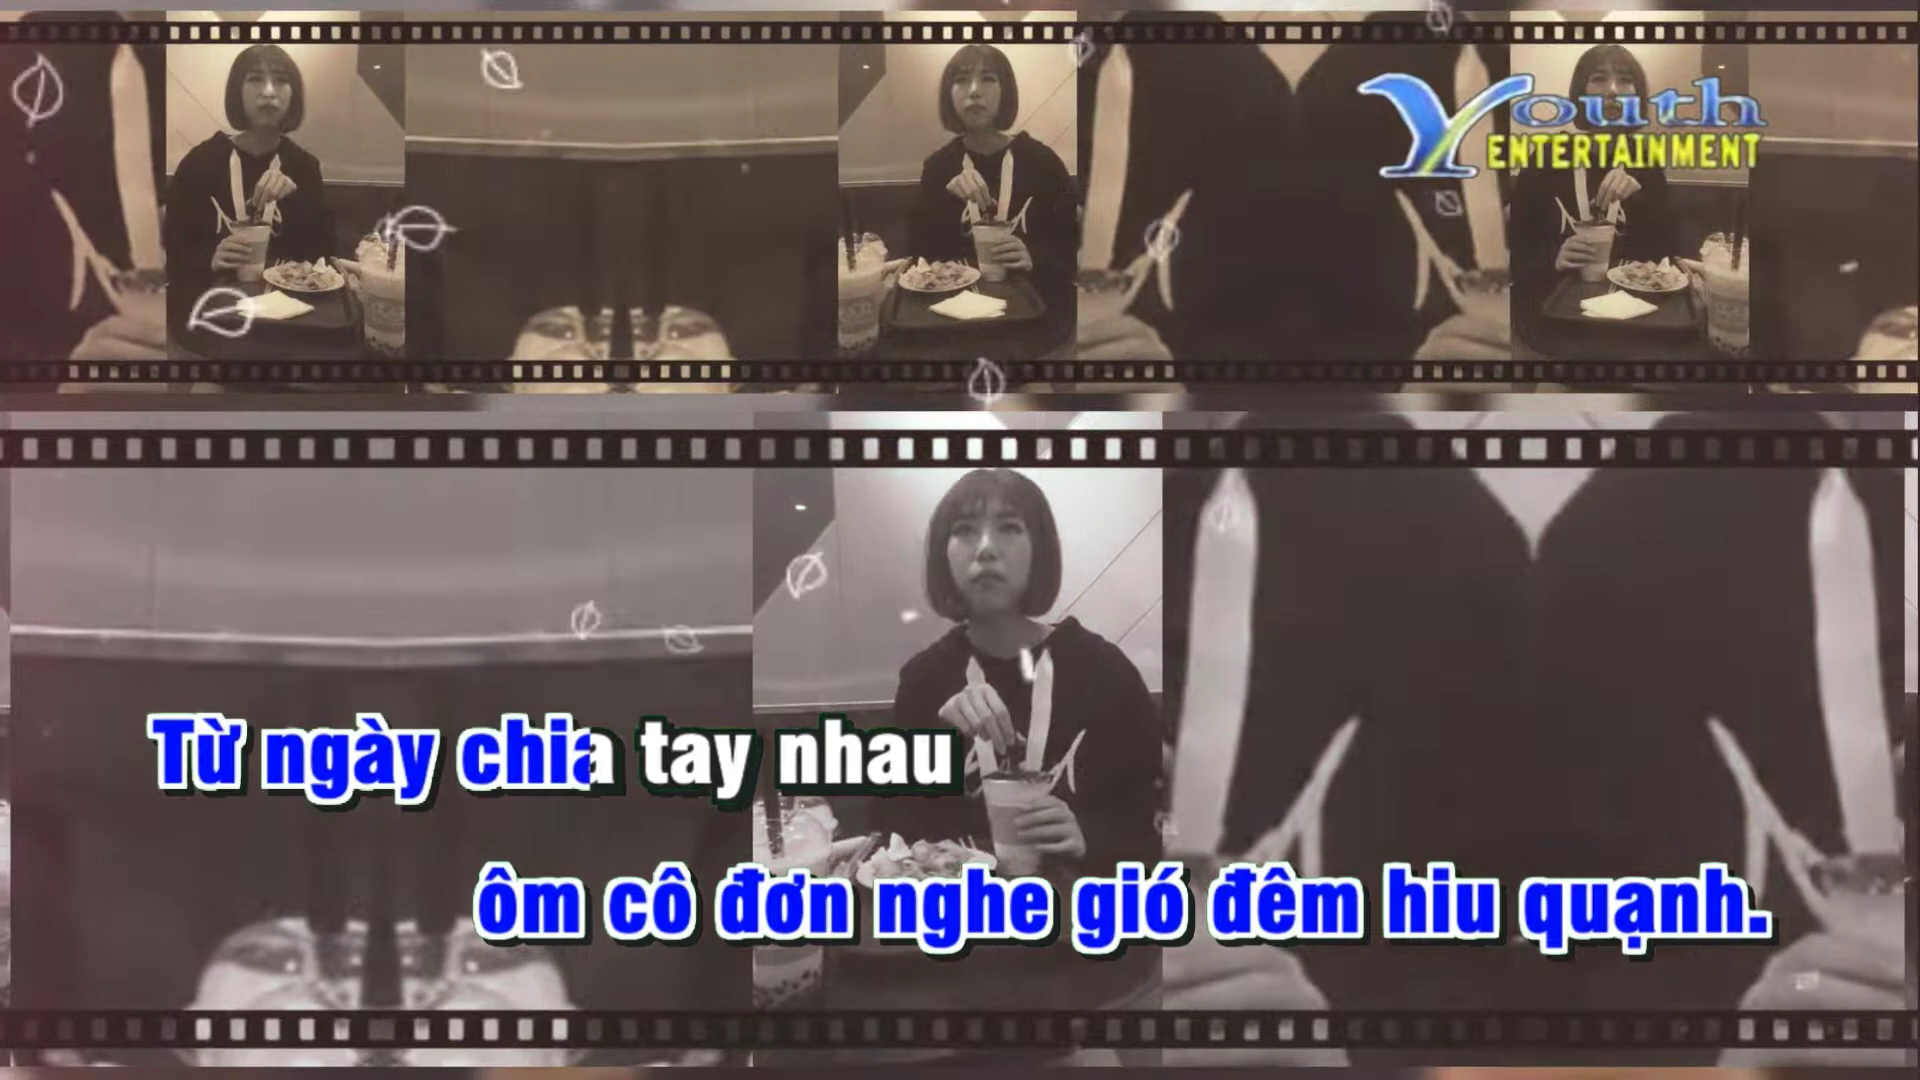 Youth
ENTERTAINMENT
Từ ngày chia tay nhau
ôm cô đơn nghe gió đêm hiu quạnh.